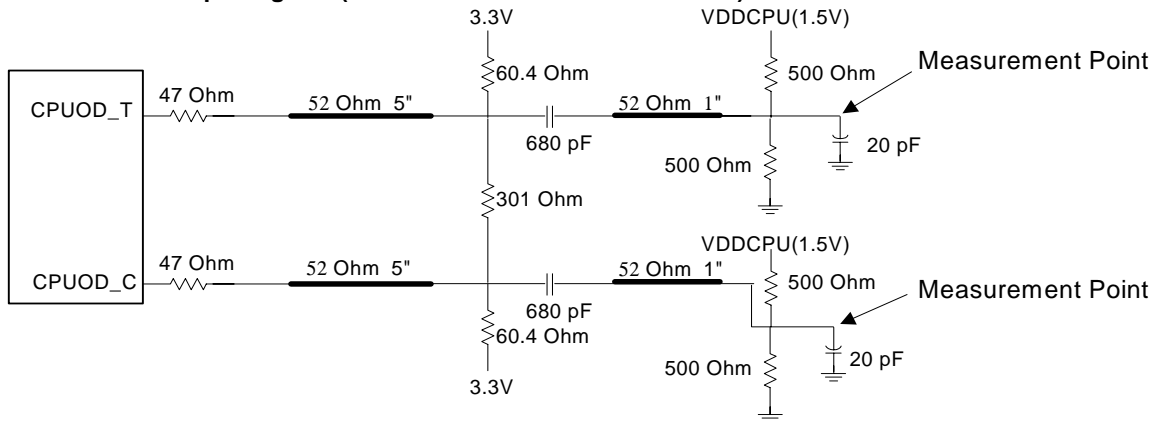 3.3V
VDDCPU(1.5V)
60.4 Ohm
500 Ohm
Measurement Point
47 Ohm
CPUOD_T
52 Ohm 5"
52 Ohm 1"
680 pF
20 pF
500 Ohm
301 Ohm
VDDCPU(1.5V)
47 Ohm
CPUOD_C
52 Ohm 5"
52 Ohm 1"
500 Ohm
Measurement Point
680 pF
60.4 Ohm
20 pF
500 Ohm
3.3V